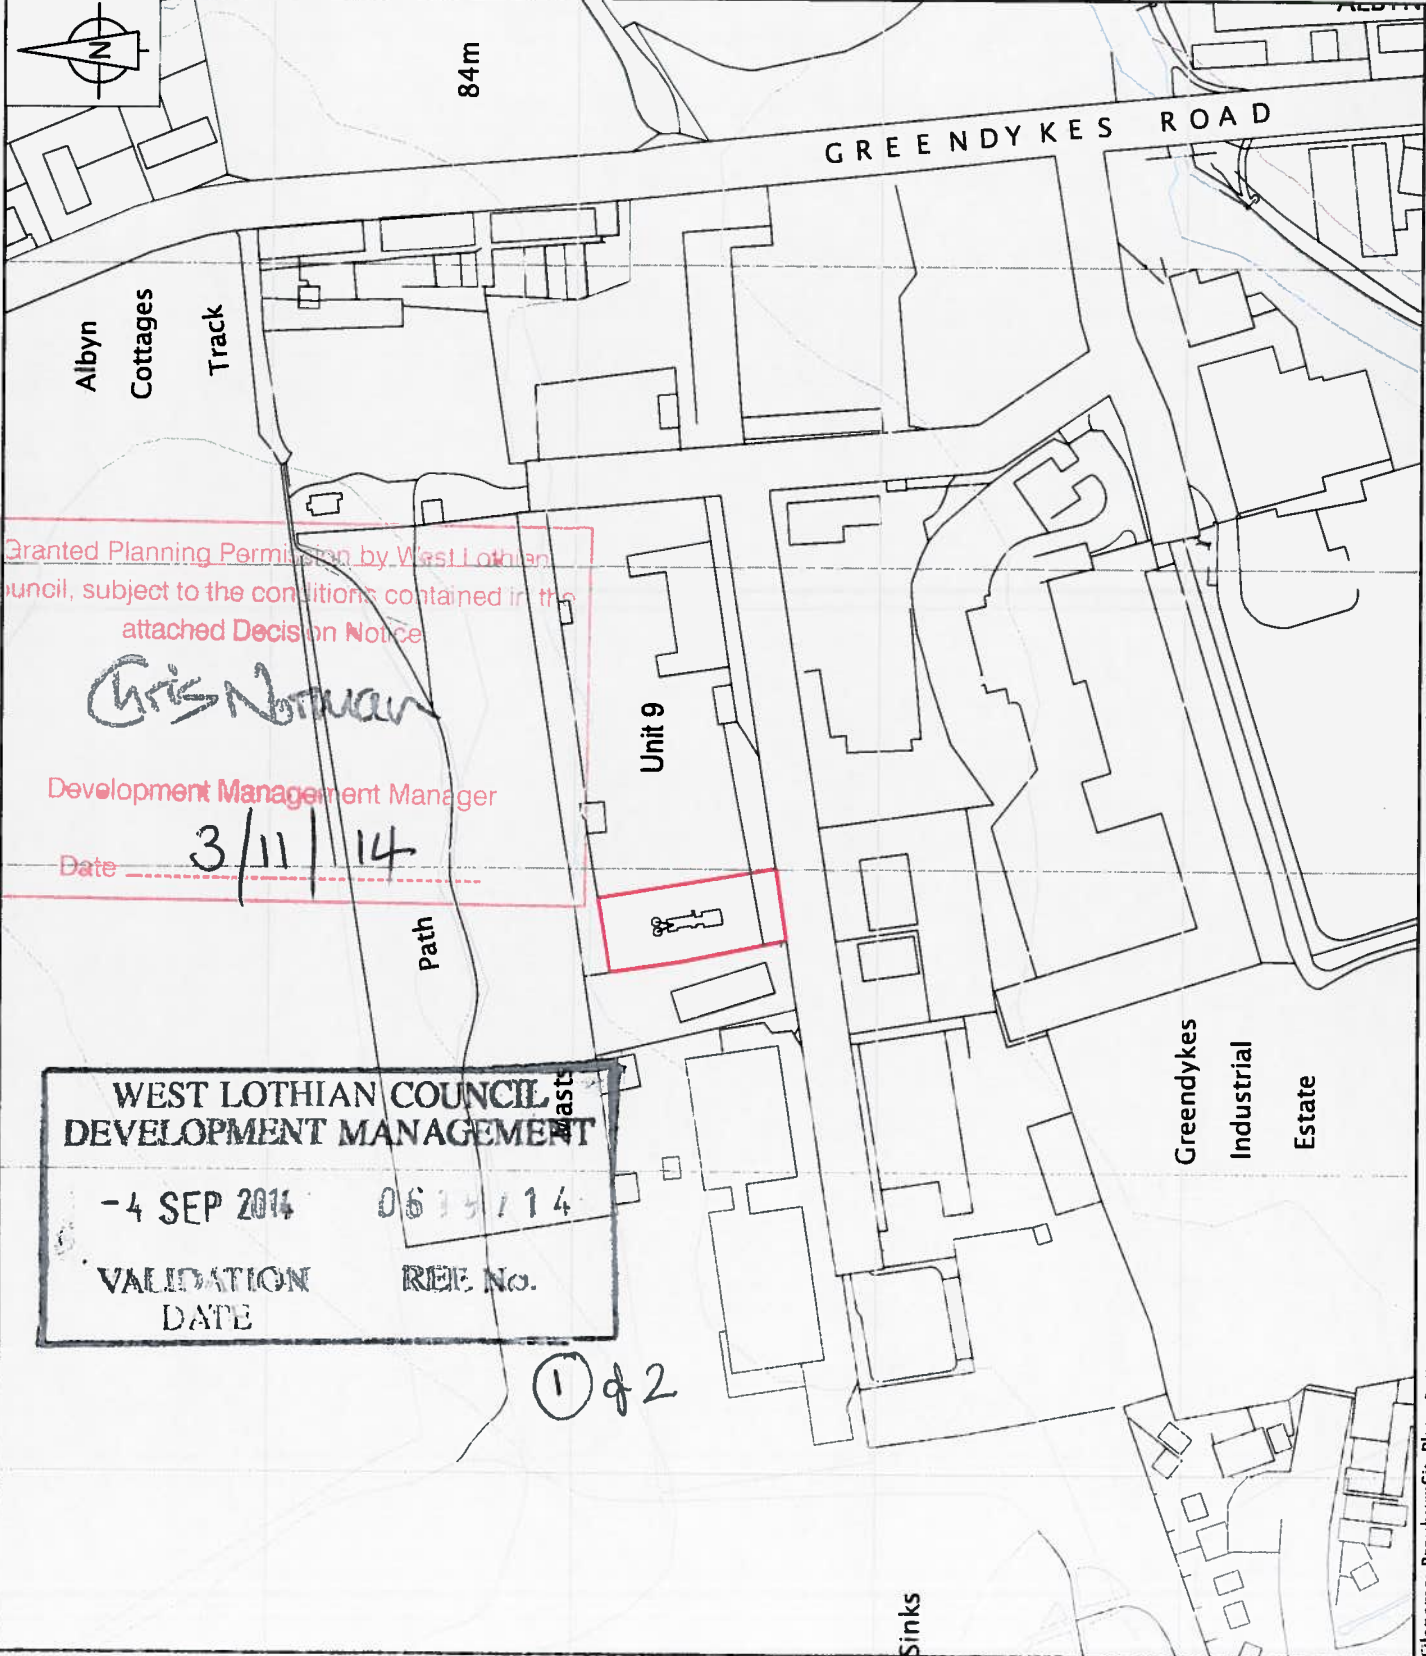 N
84m
GREENDYKES ROAD
Albyn
Cottages
Track
Granted Planning Permission by West Lothian
Council, subject to the conditions contained in the
attached Decision Notice
Chris Norman
Development Management Manager
Date 3/11/14
Unit 9
Path
Masts
WEST LOTHIAN COUNCIL
DEVELOPMENT MANAGEMENT
-4 SEP 2014
VALIDATION REF. No.
DATE
1 of 2
Greendykes
Industrial
Estate
Sinks